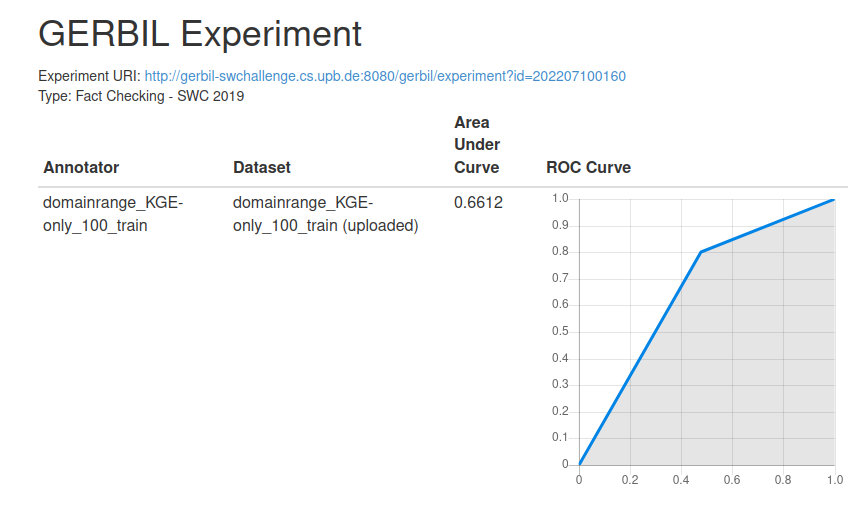 GERBIL Experiment
Experiment URI: http://gerbil-swchallenge.cs.upb.de:8080/gerbil/experiment?id=202207100160
Type: Fact Checking - SWC 2019
Annotator
Dataset
Area
Under
Curve
ROC Curve
domainrange_KGE-
only_100_train
domainrange_KGE-
only_100_train (uploaded)
0.6612
1.0
0.9
0.8
0.7
0.6
0.5
0.4
0.3
0.2
0.1
0
0 0.2 0.4 0.6 0.8 1.0